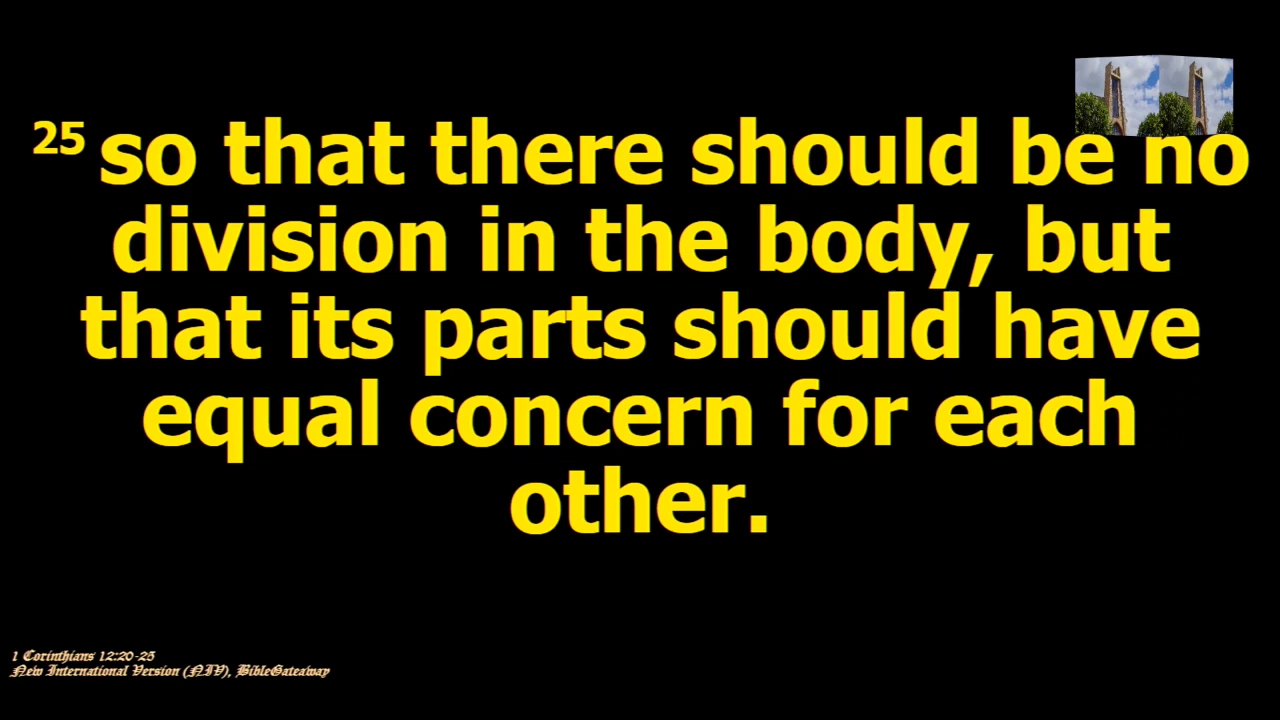 25 so that there should be no
division in the body, but
that its parts should have
equal concern for each
other.
1 Corinthians 12:20-25
New International Version (NIV), BibleGateaway